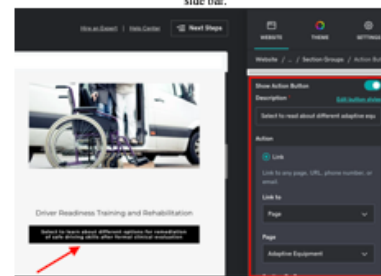 side bar.
Hire an Expert | Help Center Next Steps
WEBSITE THEME SETTINGS
Website / ... / Section-Groups / Action But
Show Action Button
Description Edit button styles
Select to read about different adaptive equ
Action
Link
Link to any page, URL, phone number, or
email
Link to
Page
Page
Adaptive Equipment
Driver Readiness Training and Rehabilitation
Select to learn about different options for remediation
of safe driving skills after formal clinical evaluation